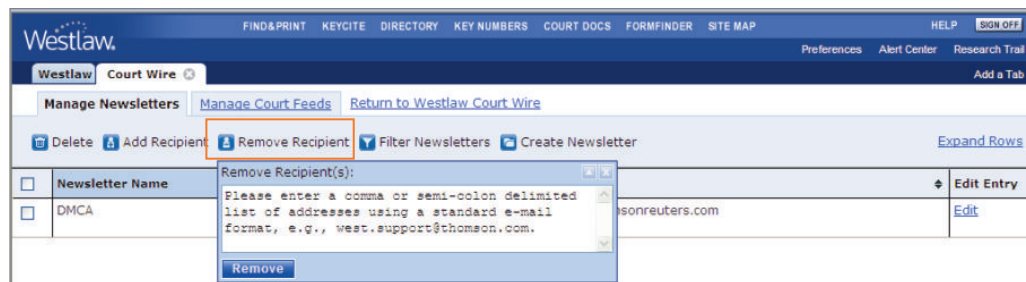 FIND&PRINT KEYCITE DIRECTORY KEY NUMBERS COURT DOCS FORMFINDER SITE MAP HELP SIGN OFF
Westlaw.
Preferences Alert Center Research Trail
Westlaw Court Wire Add a Tab
Manage Newsletters Manage Court Feeds Return to Westlaw Court Wire
Delete Add Recipient Remove Recipient Filter Newsletters Create Newsletter Expand Rows
Remove Recipient(s):
Newsletter Name Edit Entry
Please enter a comma or semi-colon delimited
list of addresses using a standard e-mail
format, e.g., west.support@thomson.com.
DMCA sonreuters.com Edit
Remove